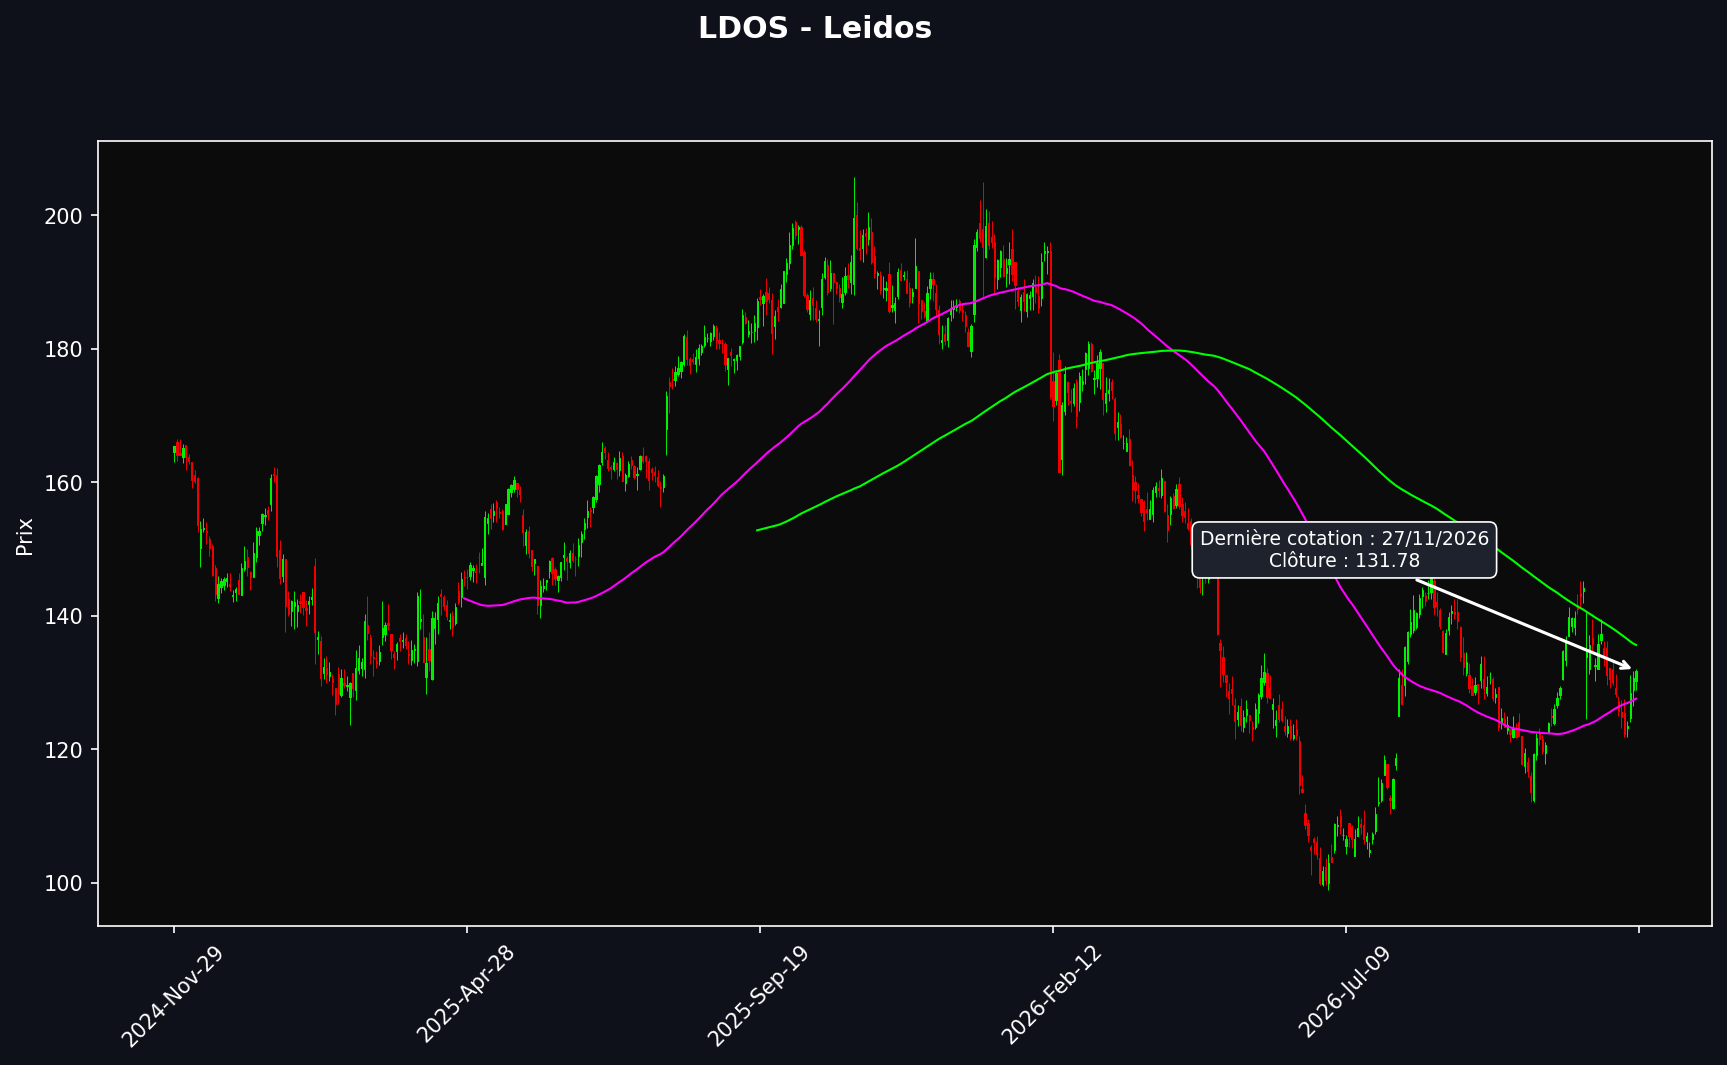 LDOS - Leidos
Prix
200
180
160
140
120
100
Dernière cotation : 27/11/2026
Clôture : 131.78
2024-Nov-29
2025-Apr-28
2025-Sep-19
2026-Feb-12
2026-Jul-09